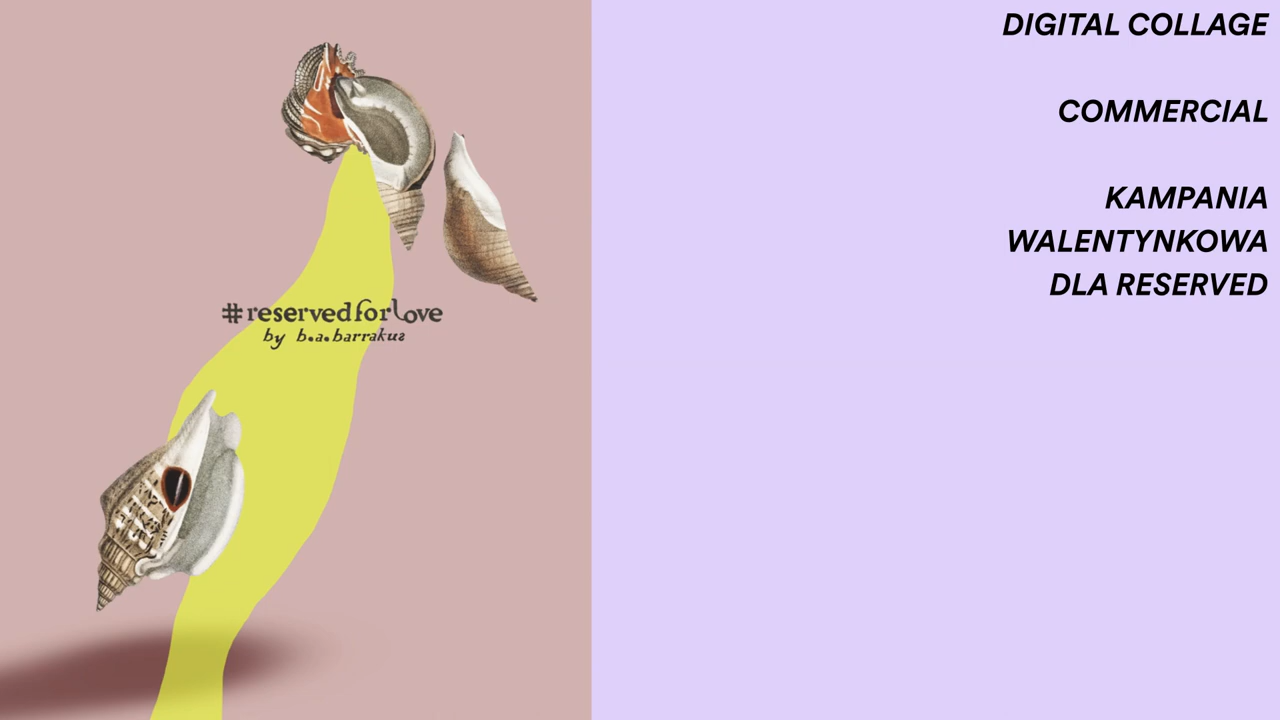 #reservedforlove
by b.a.barrakuz
DIGITAL COLLAGE
COMMERCIAL
KAMPANIA
WALENTYNKOWA
DLA RESERVED